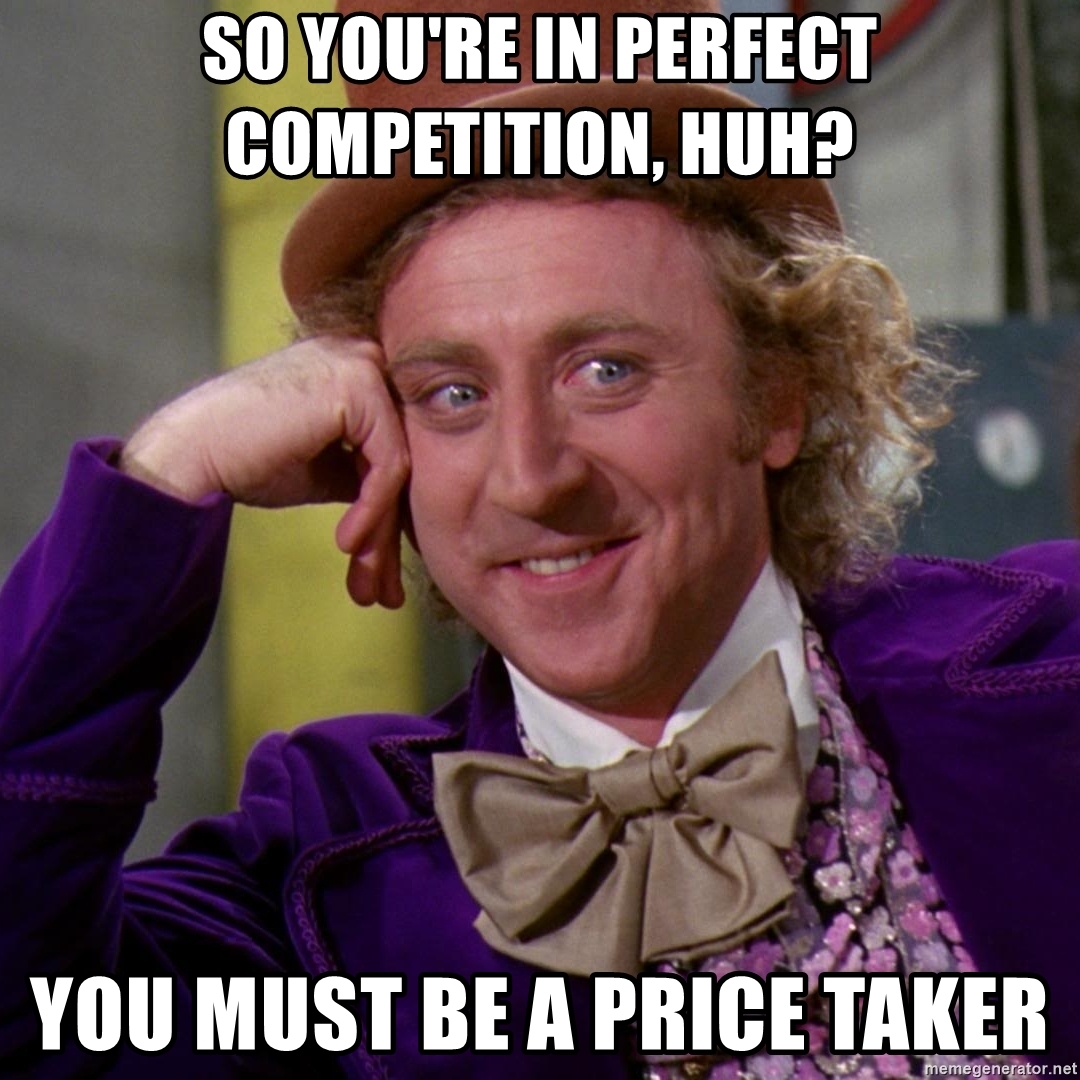 SO YOU'RE IN PERFECT
COMPETITION, HUH?
YOU MUST BE A PRICE TAKER
memegenerator.net